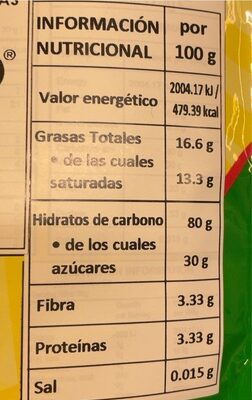 INFORMACIÓN NUTRICIONAL por 100 g
Valor energético 2004.17 kJ / 479.39 kcal
Grasas Totales 16.6 g
• de las cuales saturadas 13.3 g
Hidratos de carbono 80 g
• de los cuales azúcares 30 g
Fibra 3.33 g
Proteínas 3.33 g
Sal 0.015 g